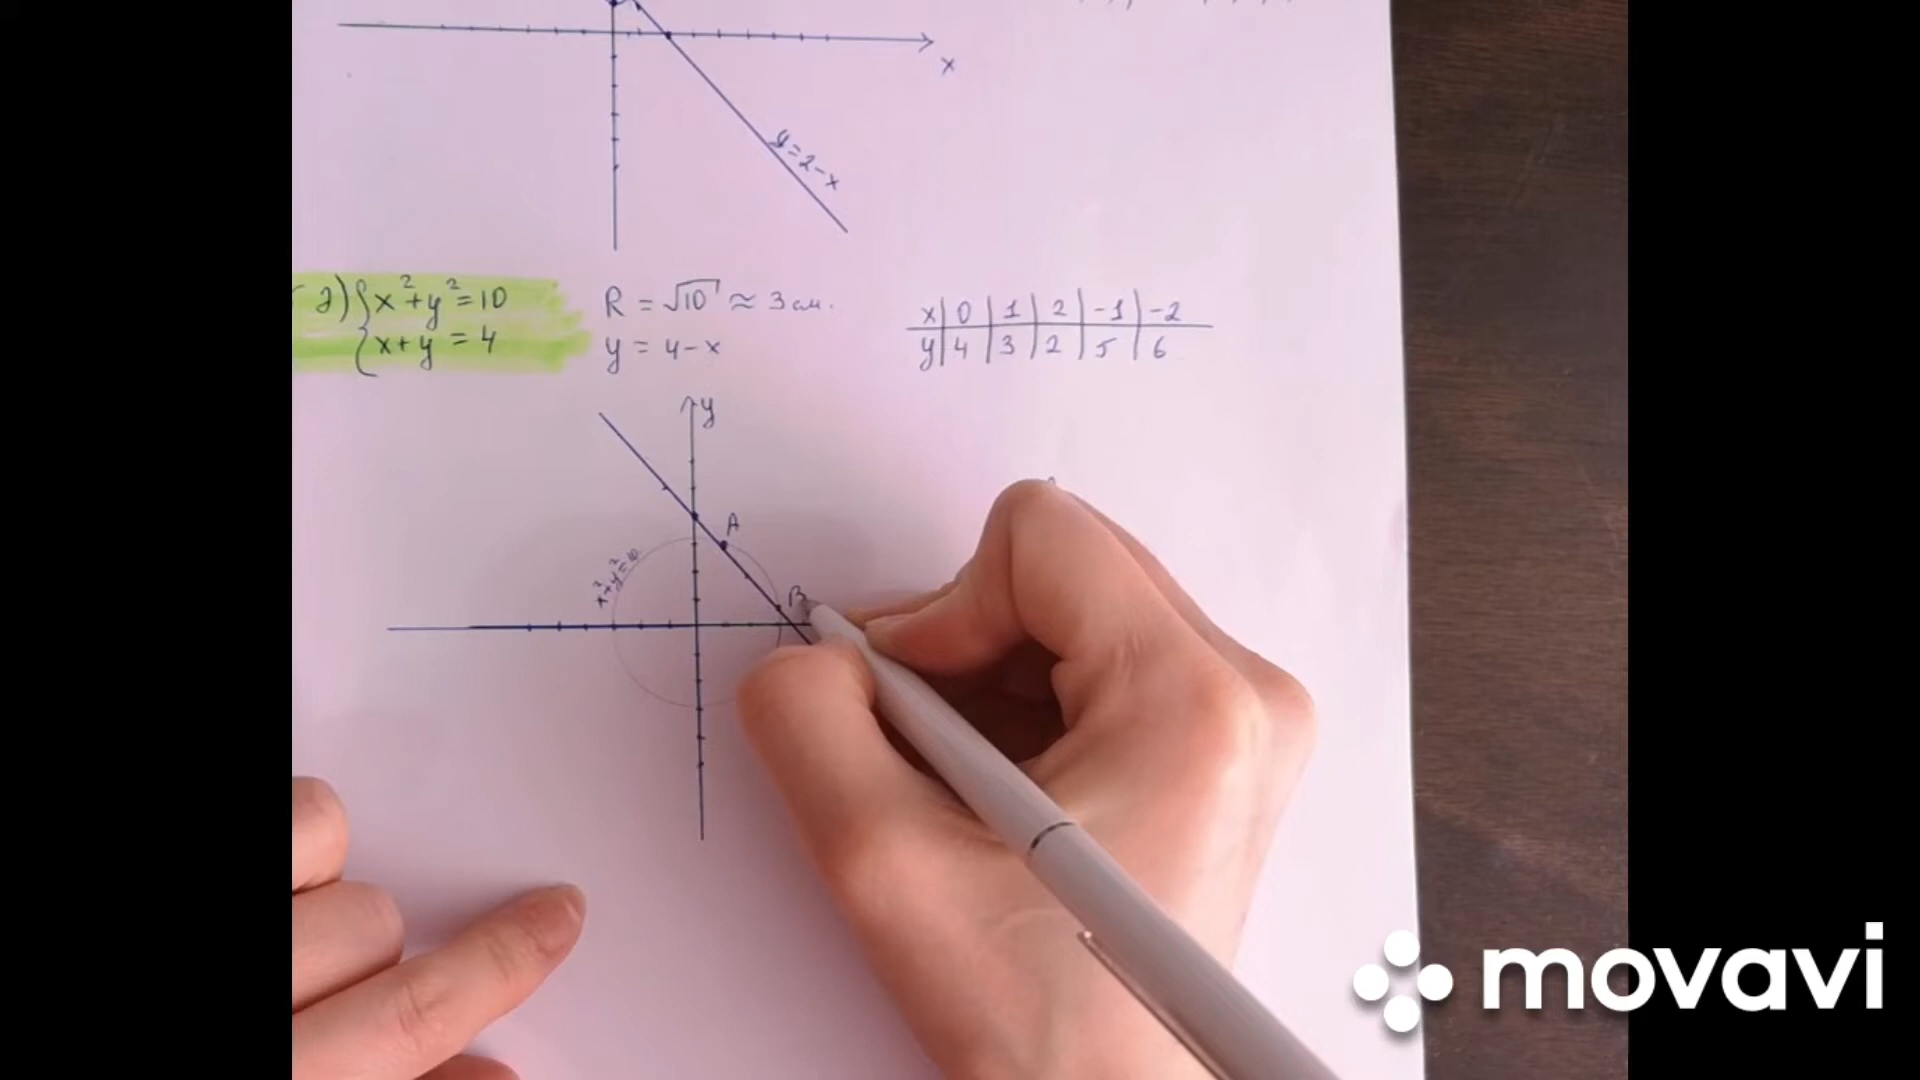 x
y=2-x
2) { x²+y²=10
x+y=4
R = √10 ≈ 3 см.
y = 4-x
x | 0 | 1 | 2 | -1 | -2
y | 4 | 3 | 2 | 5 | 6
y
A
x²+y²=10
B
movavi